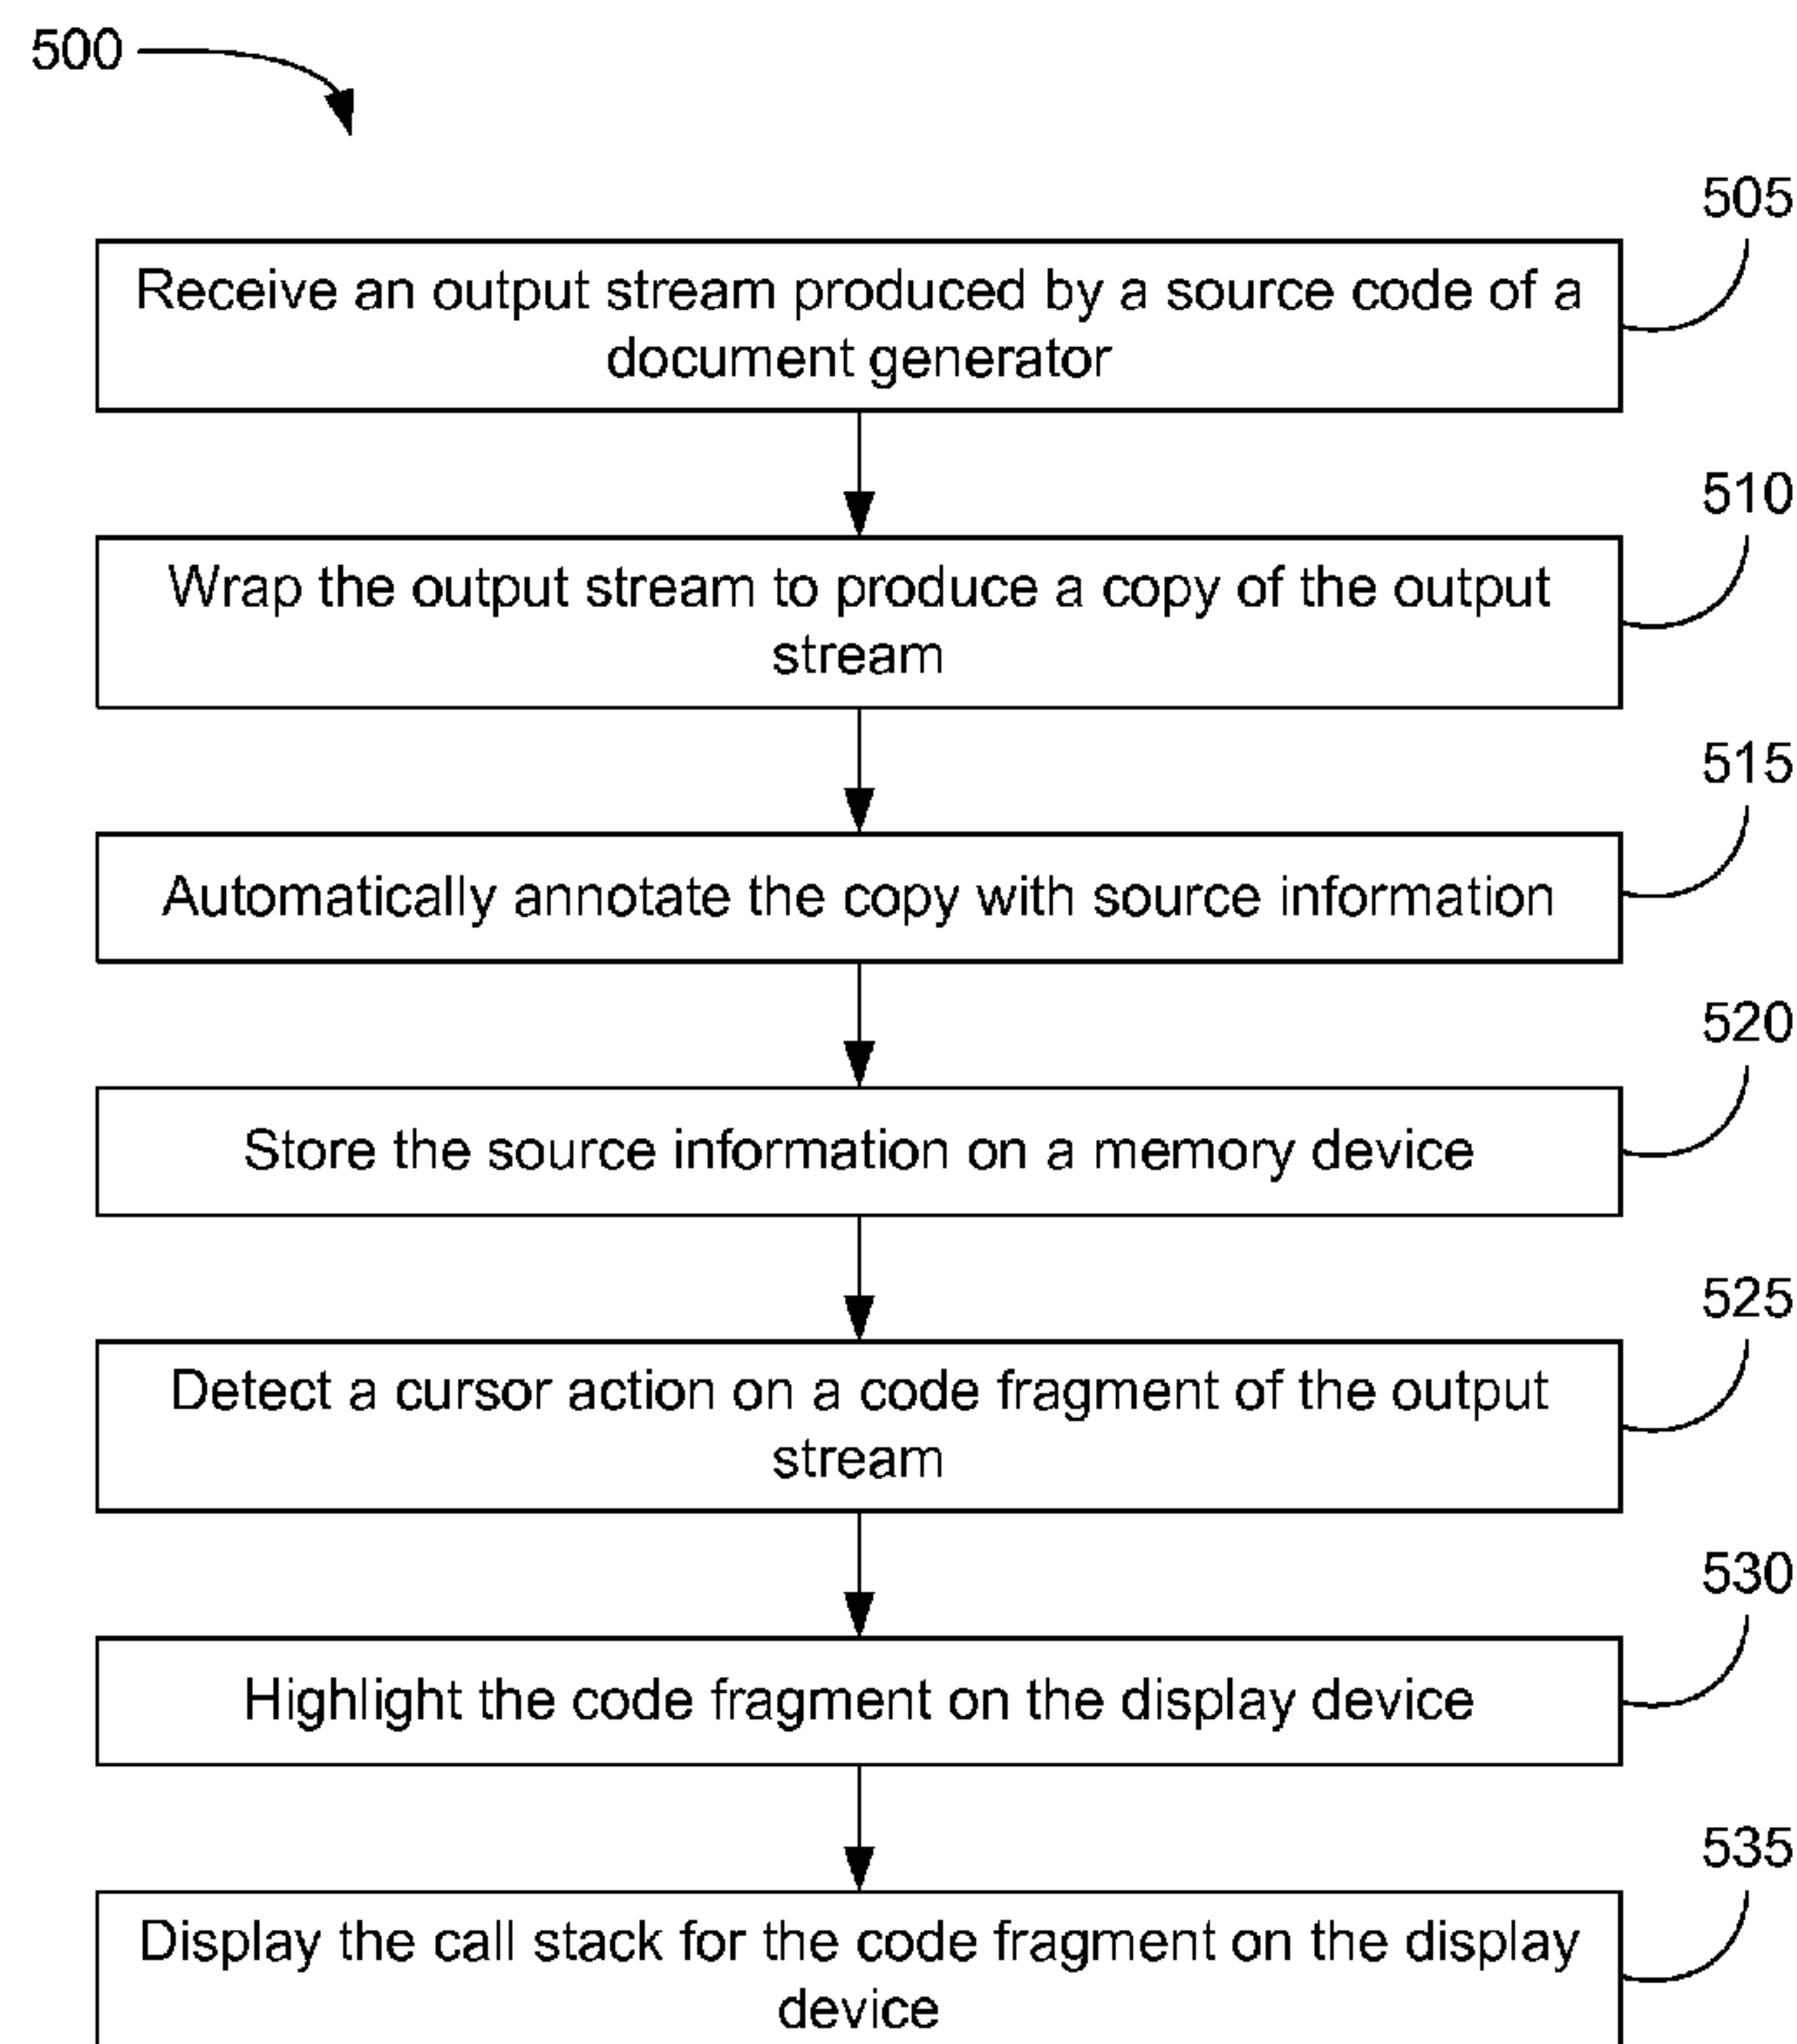 500
505
Receive an output stream produced by a source code of a
document generator
510
Wrap the output stream to produce a copy of the output
stream
515
Automatically annotate the copy with source information
520
Store the source information on a memory device
525
Detect a cursor action on a code fragment of the output
stream
530
Highlight the code fragment on the display device
535
Display the call stack for the code fragment on the display
device